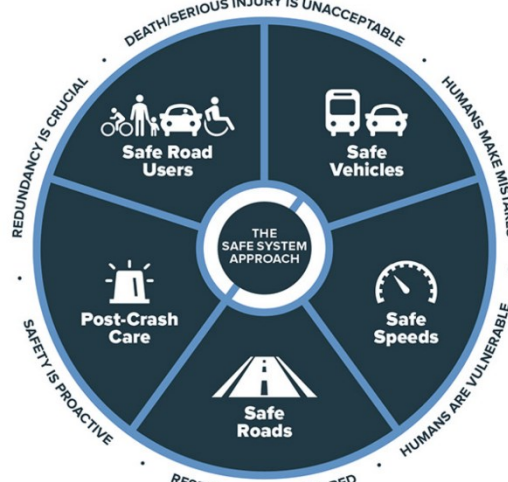 DEATH/SERIOUS INJURY IS UNACCEPTABLE
HUMANS MAKE MISTAKES
HUMANS ARE VULNERABLE
SAFETY IS PROACTIVE
REDUNDANCY IS CRUCIAL
Safe Road
Users
Safe
Vehicles
THE
SAFE SYSTEM
APPROACH
Post-Crash
Care
Safe
Speeds
Safe
Roads